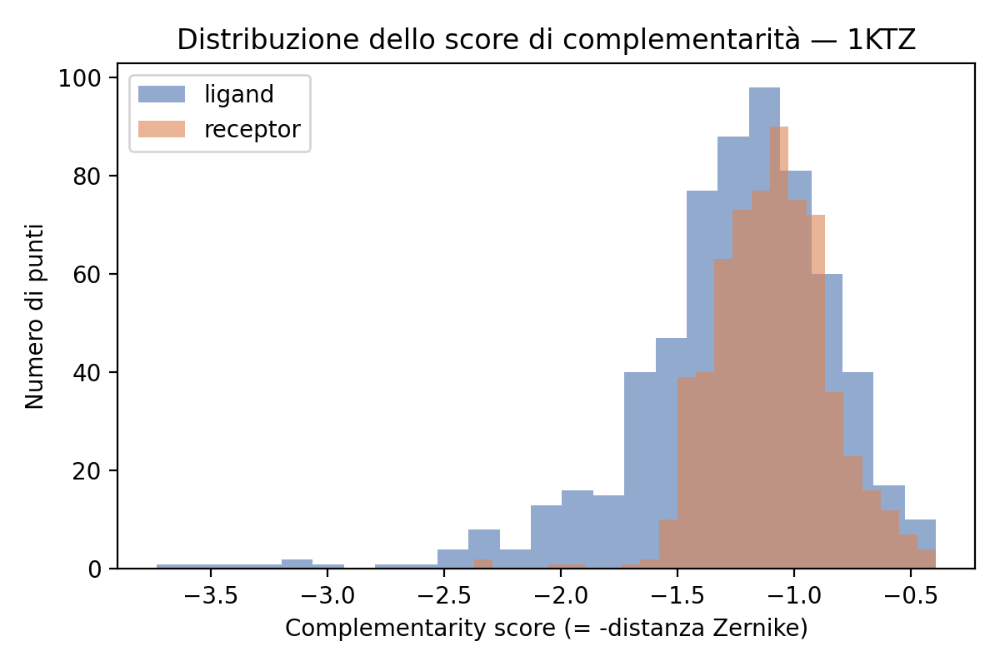 Distribuzione dello score di complementarità — 1KTZ
ligand
receptor
Numero di punti
100
80
60
40
20
0
−3.5 −3.0 −2.5 −2.0 −1.5 −1.0 −0.5
Complementarity score (= -distanza Zernike)